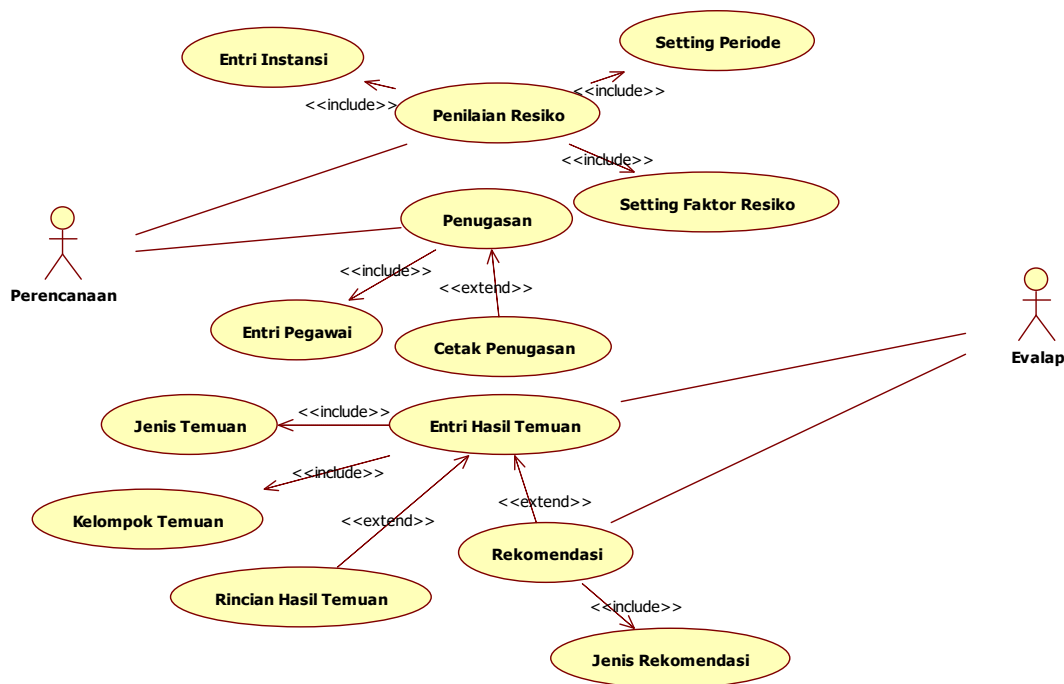 Setting Periode
Entri Instansi
<<include>>
<<include>>
Penilaian Resiko
<<include>>
Setting Faktor Resiko
Penugasan
<<include>>
Perencanaan
<<extend>>
Entri Pegawai
Cetak Penugasan
Evalap
<<include>>
Jenis Temuan
Entri Hasil Temuan
<<include>>
<<extend>>
Kelompok Temuan
<<extend>>
Rekomendasi
Rincian Hasil Temuan
<<include>>
Jenis Rekomendasi